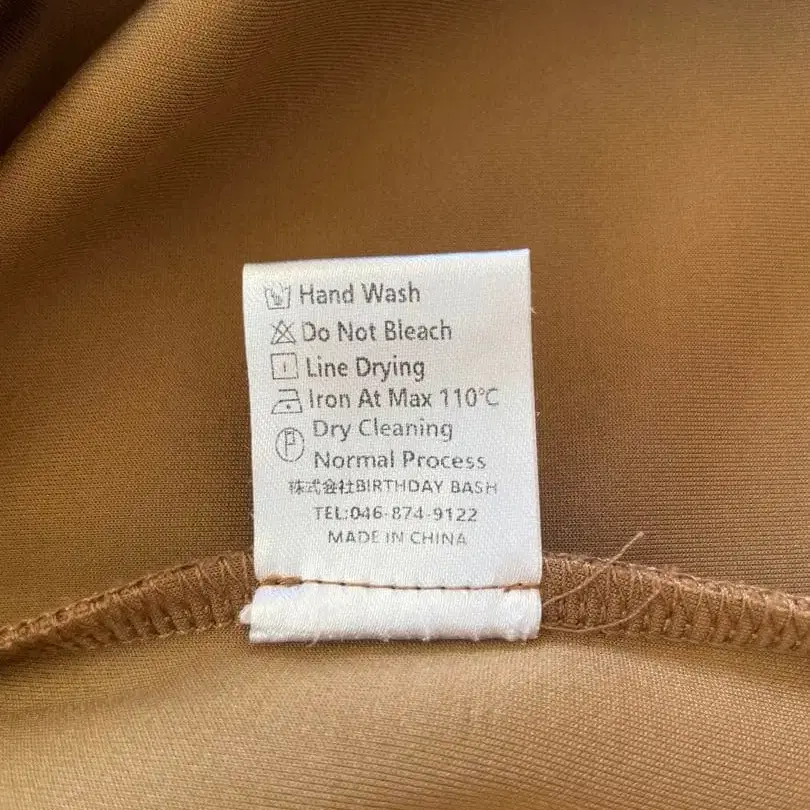 Hand Wash
Do Not Bleach
Line Drying
Iron At Max 110℃
Dry Cleaning
Normal Process
株式会社BIRTHDAY BASH
TEL:046-874-9122
MADE IN CHINA